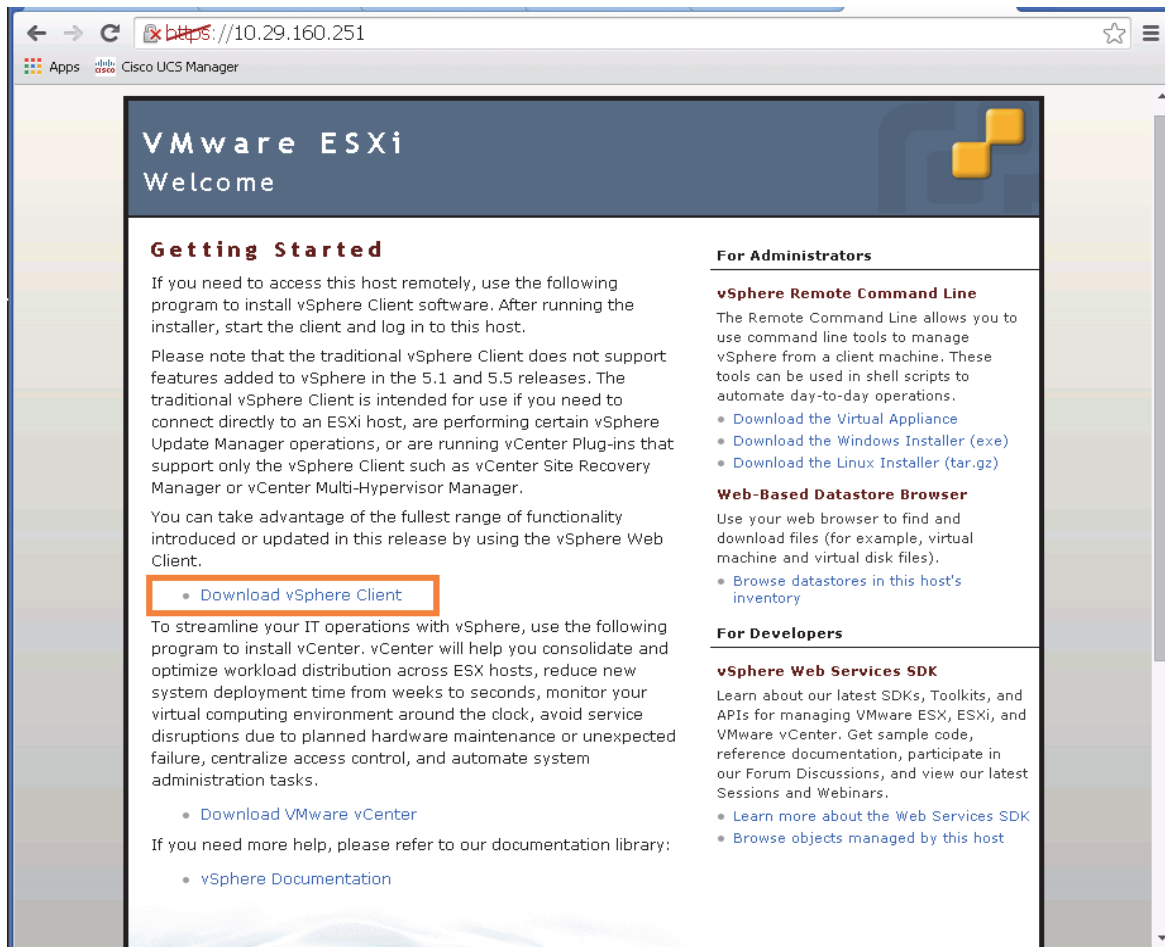 https://10.29.160.251
Apps
cisco
Cisco UCS Manager
VMware ESXi
Welcome
Getting Started
If you need to access this host remotely, use the following
program to install vSphere Client software. After running the
installer, start the client and log in to this host.
Please note that the traditional vSphere Client does not support
features added to vSphere in the 5.1 and 5.5 releases. The
traditional vSphere Client is intended for use if you need to
connect directly to an ESXi host, are performing certain vSphere
Update Manager operations, or are running vCenter Plug-ins that
support only the vSphere Client such as vCenter Site Recovery
Manager or vCenter Multi-Hypervisor Manager.
You can take advantage of the fullest range of functionality
introduced or updated in this release by using the vSphere Web
Client.
Download vSphere Client
To streamline your IT operations with vSphere, use the following
program to install vCenter. vCenter will help you consolidate and
optimize workload distribution across ESX hosts, reduce new
system deployment time from weeks to seconds, monitor your
virtual computing environment around the clock, avoid service
disruptions due to planned hardware maintenance or unexpected
failure, centralize access control, and automate system
administration tasks.
Download VMware vCenter
If you need more help, please refer to our documentation library:
vSphere Documentation
For Administrators
vSphere Remote Command Line
The Remote Command Line allows you to
use command line tools to manage
vSphere from a client machine. These
tools can be used in shell scripts to
automate day-to-day operations.
Download the Virtual Appliance
Download the Windows Installer (exe)
Download the Linux Installer (tar.gz)
Web-Based Datastore Browser
Use your web browser to find and
download files (for example, virtual
machine and virtual disk files).
Browse datastores in this host's
inventory
For Developers
vSphere Web Services SDK
Learn about our latest SDKs, Toolkits, and
APIs for managing VMware ESX, ESXi, and
VMware vCenter. Get sample code,
reference documentation, participate in
our Forum Discussions, and view our latest
Sessions and Webinars.
Learn more about the Web Services SDK
Browse objects managed by this host